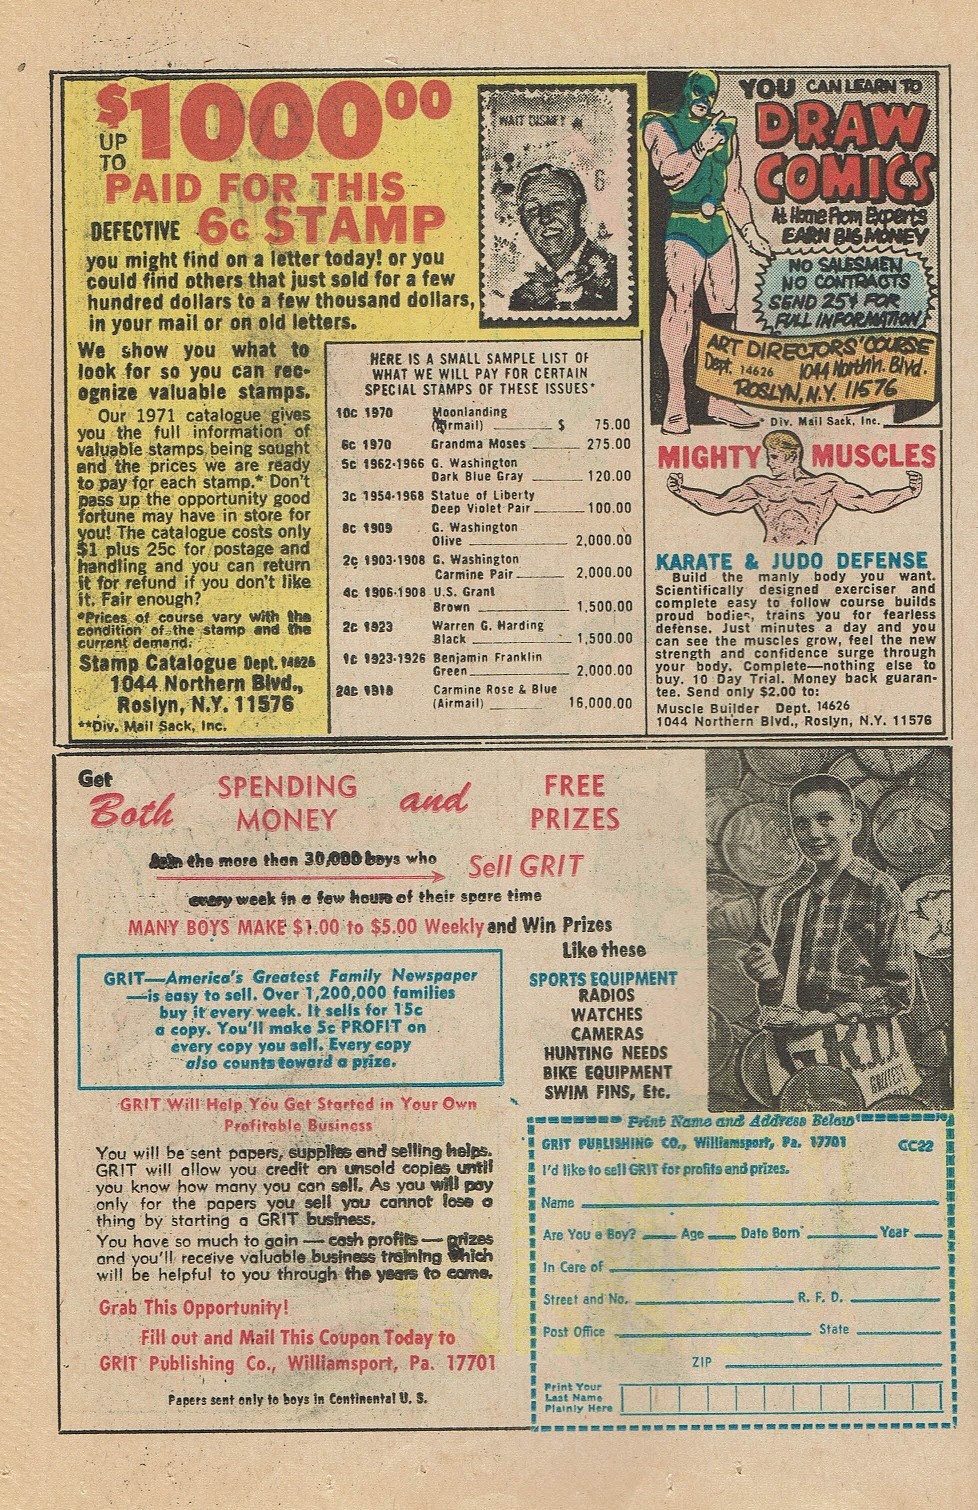 $1000⁰⁰
UP
TO
PAID FOR THIS
DEFECTIVE 6c STAMP
you might find on a letter today! or you
could find others that just sold for a few
hundred dollars to a few thousand dollars,
in your mail or on old letters.
WALT DISNEY
6
We show you what to
look for so you can rec-
ognize valuable stamps.
Our 1971 catalogue gives
you the full information of
valuable stamps being sought
and the prices we are ready
to pay for each stamp.* Don't
pass up the opportunity good
fortune may have in store for
you! The catalogue costs only
$1 plus 25c for postage and
handling and you can return
it for refund if you don't like
it. Fair enough?
*Prices of course vary with the
condition of the stamp and the
current demand.
Stamp Catalogue Dept. 14626
1044 Northern Blvd.,
Roslyn, N.Y. 11576
**Div. Mail Sack, Inc.
HERE IS A SMALL SAMPLE LIST OF
WHAT WE WILL PAY FOR CERTAIN
SPECIAL STAMPS OF THESE ISSUES*
10c 1970 Moonlanding
(Airmail) $ 75.00
6c 1970 Grandma Moses 275.00
5c 1962-1966 G. Washington
Dark Blue Gray 120.00
3c 1954-1968 Statue of Liberty
Deep Violet Pair 100.00
8c 1909 G. Washington
Olive 2,000.00
2c 1903-1908 G. Washington
Carmine Pair 2,000.00
4c 1906-1908 U.S. Grant
Brown 1,500.00
2c 1923 Warren G. Harding
Black 1,500.00
1c 1923-1926 Benjamin Franklin
Green 2,000.00
24c 1918 Carmine Rose & Blue
(Airmail) 16,000.00
YOU CAN LEARN TO
DRAW
COMICS
At Home From Experts
EARN BIG MONEY
NO SALESMEN
NO CONTRACTS
SEND 25¢ FOR
FULL INFORMATION
ART DIRECTORS' COURSE
Dept. 14626 1044 Northn. Blvd.
ROSLYN, N.Y. 11576
* Div. Mail Sack, Inc.
MIGHTY MUSCLES
KARATE & JUDO DEFENSE
Build the manly body you want.
Scientifically designed exerciser and
complete easy to follow course builds
proud bodies, trains you for fearless
defense. Just minutes a day and you
can see the muscles grow, feel the new
strength and confidence surge through
your body. Complete—nothing else to
buy. 10 Day Trial. Money back guaran-
tee. Send only $2.00 to:
Muscle Builder Dept. 14626
1044 Northern Blvd., Roslyn, N.Y. 11576
Get
Both SPENDING MONEY and FREE PRIZES
Join the more than 30,000 boys who Sell GRIT
every week in a few hours of their spare time
MANY BOYS MAKE $1.00 to $5.00 Weekly and Win Prizes
Like these
GRIT—America's Greatest Family Newspaper
—is easy to sell. Over 1,200,000 families
buy it every week. It sells for 15c
a copy. You'll make 5c PROFIT on
every copy you sell. Every copy
also counts toward a prize.
SPORTS EQUIPMENT
RADIOS
WATCHES
CAMERAS
HUNTING NEEDS
BIKE EQUIPMENT
SWIM FINS, Etc.
GRIT Will Help You Get Started in Your Own
Profitable Business
You will be sent papers, supplies and selling helps.
GRIT will allow you credit on unsold copies until
you know how many you can sell. As you will pay
only for the papers you sell you cannot lose a
thing by starting a GRIT business.
You have so much to gain — cash profits — prizes
and you'll receive valuable business training which
will be helpful to you through the years to come.
Grab This Opportunity!
Fill out and Mail This Coupon Today to
GRIT Publishing Co., Williamsport, Pa. 17701
Papers sent only to boys in Continental U. S.
Print Name and Address Below
GRIT PUBLISHING CO., Williamsport, Pa. 17701 CC22
I'd like to sell GRIT for profits and prizes.
Name
Are You a Boy? Age Date Born Year
In Care of
Street and No. R. F. D.
Post Office State
ZIP
Print Your
Last Name
Plainly Here